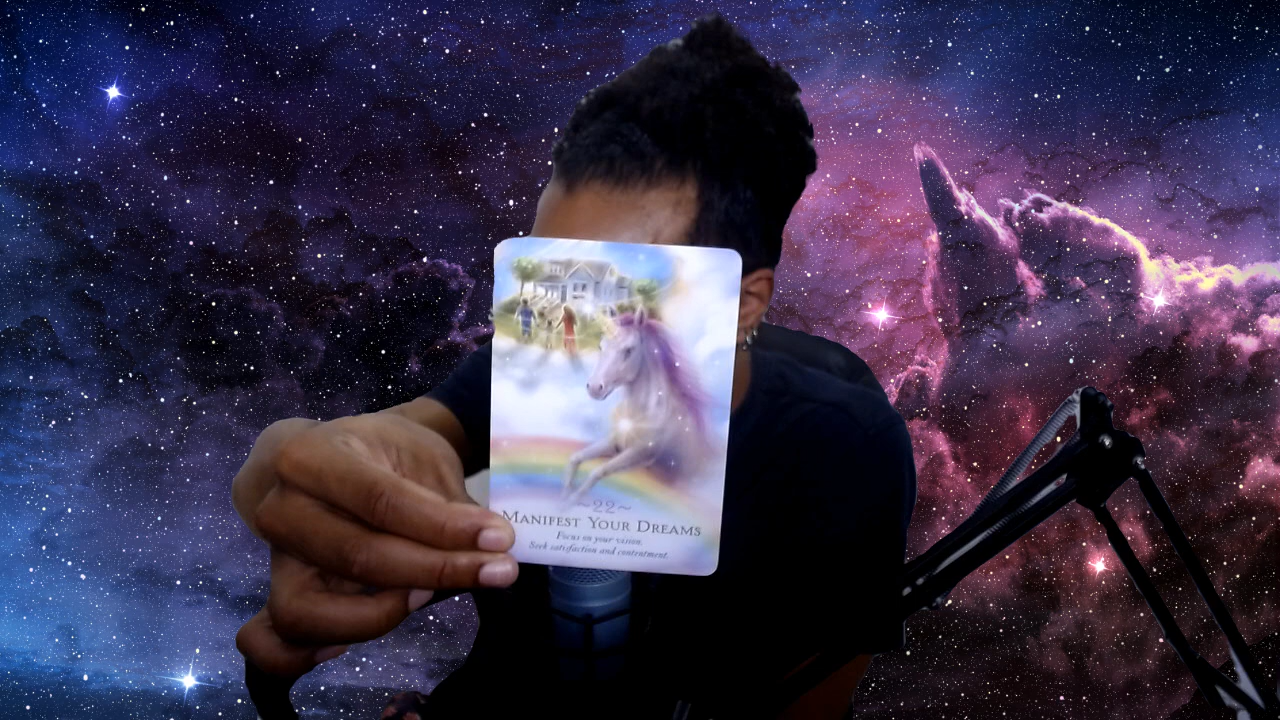 ~22~
Manifest Your Dreams
Focus on your vision.
Seek satisfaction and contentment.